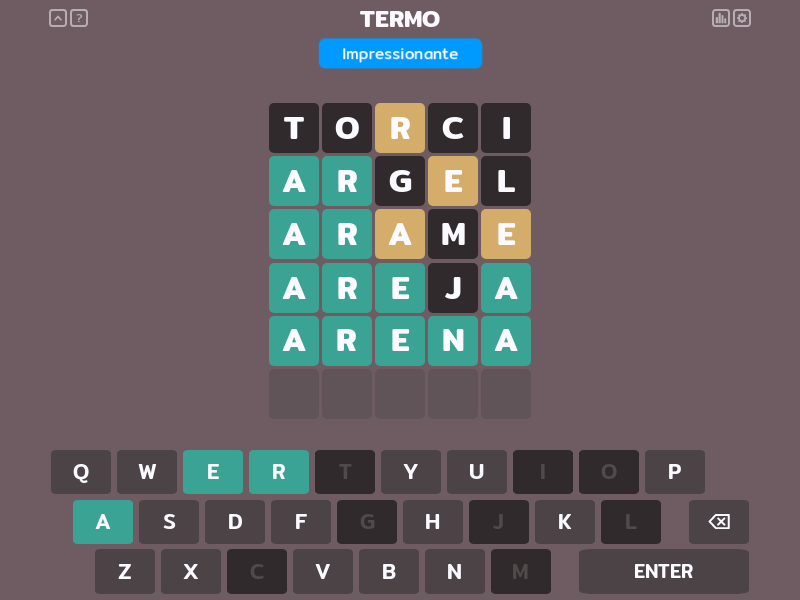 ?
TERMO
Impressionante
T O R C I
A R G E L
A R A M E
A R E J A
A R E N A
Q W E R T Y U I O P
A S D F G H J K L
Z X C V B N M ENTER